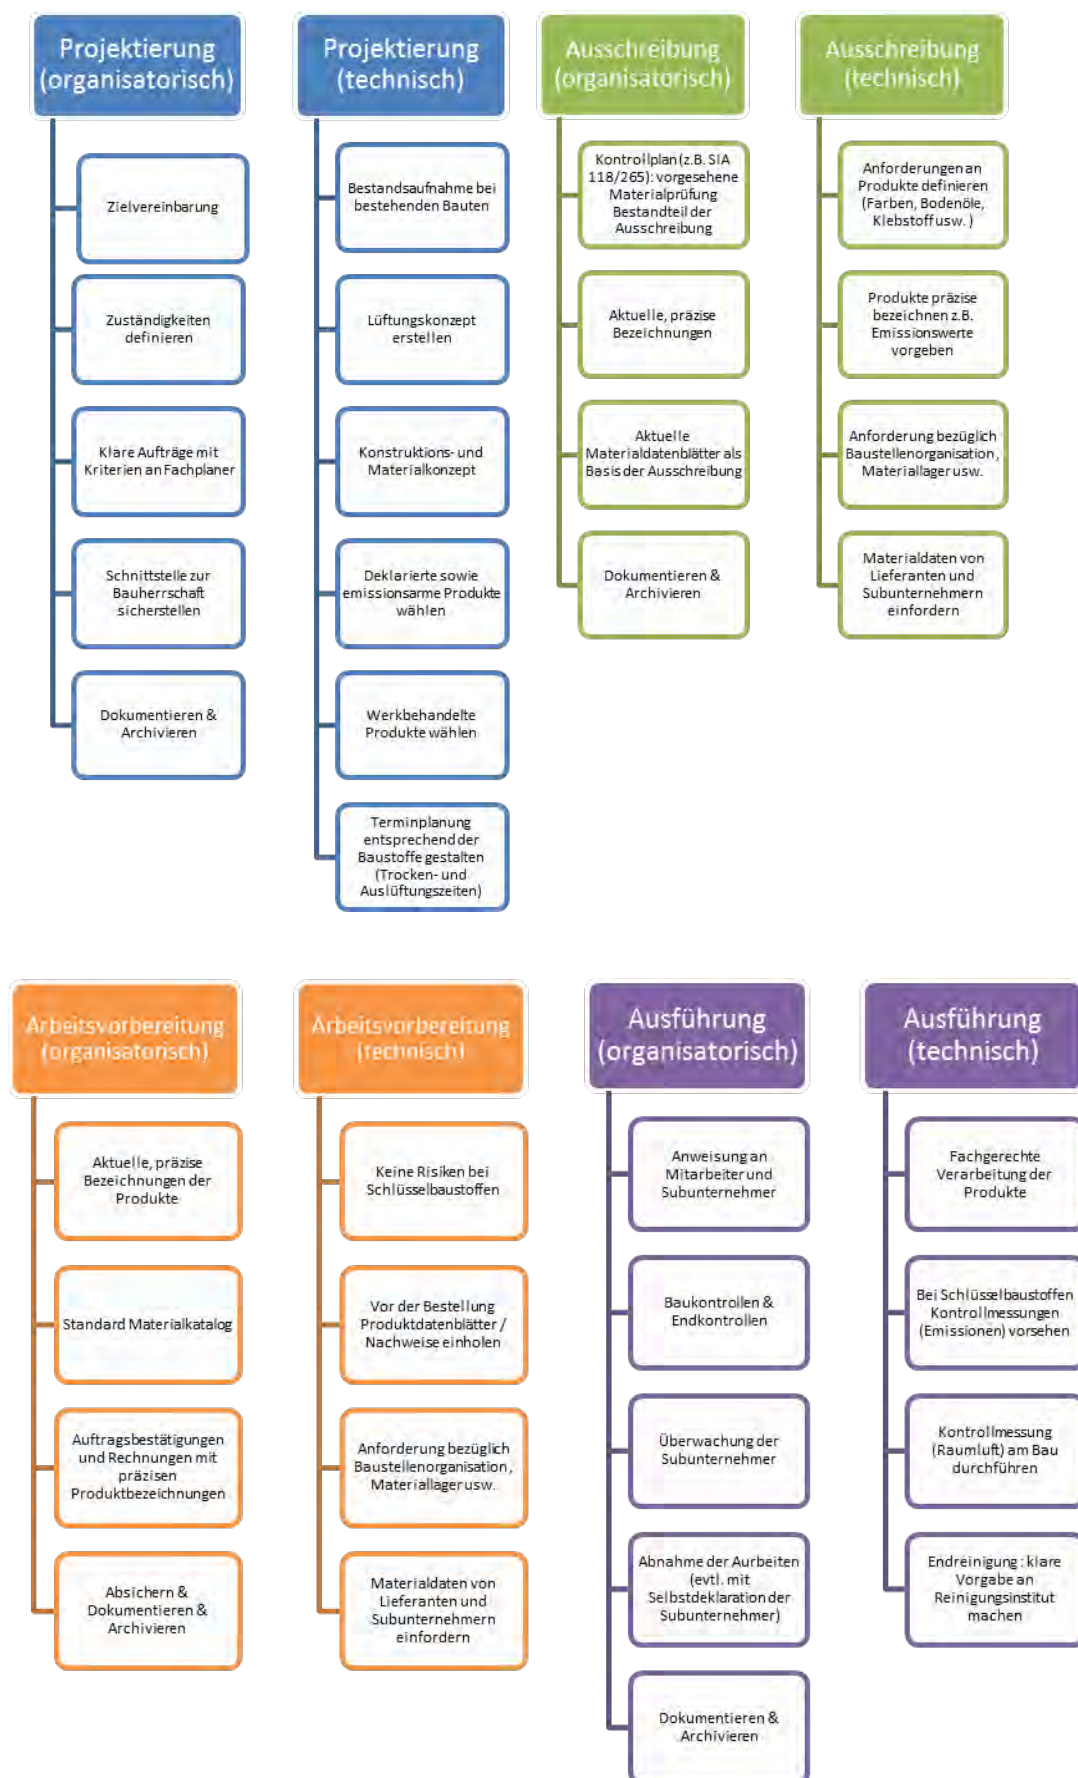 Projektierung
(organisatorisch)
Zielvereinbarung
Zuständigkeiten
definieren
Klare Aufträge mit
Kriterien an Fachplaner
Schnittstelle zur
Bauherrschaft
sicherstellen
Dokumentieren &
Archivieren
Projektierung
(technisch)
Bestandsaufnahme bei
bestehenden Bauten
Lüftungskonzept
erstellen
Konstruktions- und
Materialkonzept
Deklarierte sowie
emissionsarme Produkte
wählen
Werkbehandelte
Produkte wählen
Terminplanung
entsprechend der
Baustoffe gestalten
(Trocken- und
Auslüftungszeiten)
Ausschreibung
(organisatorisch)
Kontrollplan (z.B. SIA
118/265): vorgesehene
Materialprüfung
Bestandteil der
Ausschreibung
Aktuelle, präzise
Bezeichnungen
Aktuelle
Materialdatenblätter als
Basis der Ausschreibung
Dokumentieren &
Archivieren
Ausschreibung
(technisch)
Anforderungen an
Produkte definieren
(Farben, Bodenöle,
Klebstoff usw.)
Produkte präzise
bezeichnen z.B.
Emissionswerte
vorgeben
Anforderung bezüglich
Baustellenorganisation,
Materiallager usw.
Materialdaten von
Lieferanten und
Subunternehmern
einfordern
Arbeitsvorbereitung
(organisatorisch)
Aktuelle, präzise
Bezeichnungen der
Produkte
Standard Materialkatalog
Auftragsbestätigungen
und Rechnungen mit
präzisen
Produktbezeichnungen
Absichern &
Dokumentieren &
Archivieren
Arbeitsvorbereitung
(technisch)
Keine Risiken bei
Schlüsselbaustoffen
Vor der Bestellung
Produktdatenblätter /
Nachweise einholen
Anforderung bezüglich
Baustellenorganisation,
Materiallager usw.
Materialdaten von
Lieferanten und
Subunternehmern
einfordern
Ausführung
(organisatorisch)
Anweisung an
Mitarbeiter und
Subunternehmer
Baukontrollen &
Endkontrollen
Überwachung der
Subunternehmer
Abnahme der Aurbeiten
(evtl. mit
Selbstdeklaration der
Subunternehmer)
Dokumentieren &
Archivieren
Ausführung
(technisch)
Fachgerechte
Verarbeitung der
Produkte
Bei Schlüsselbaustoffen
Kontrollmessungen
(Emissionen) vorsehen
Kontrollmessung
(Raumluft) am Bau
durchführen
Endreinigung : klare
Vorgabe an
Reinigungsinstitut
machen